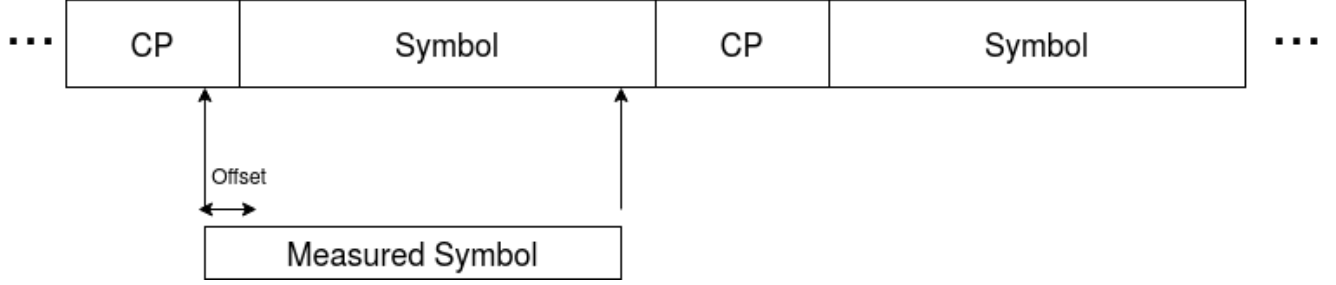 ... CP Symbol CP Symbol ...
Offset
Measured Symbol